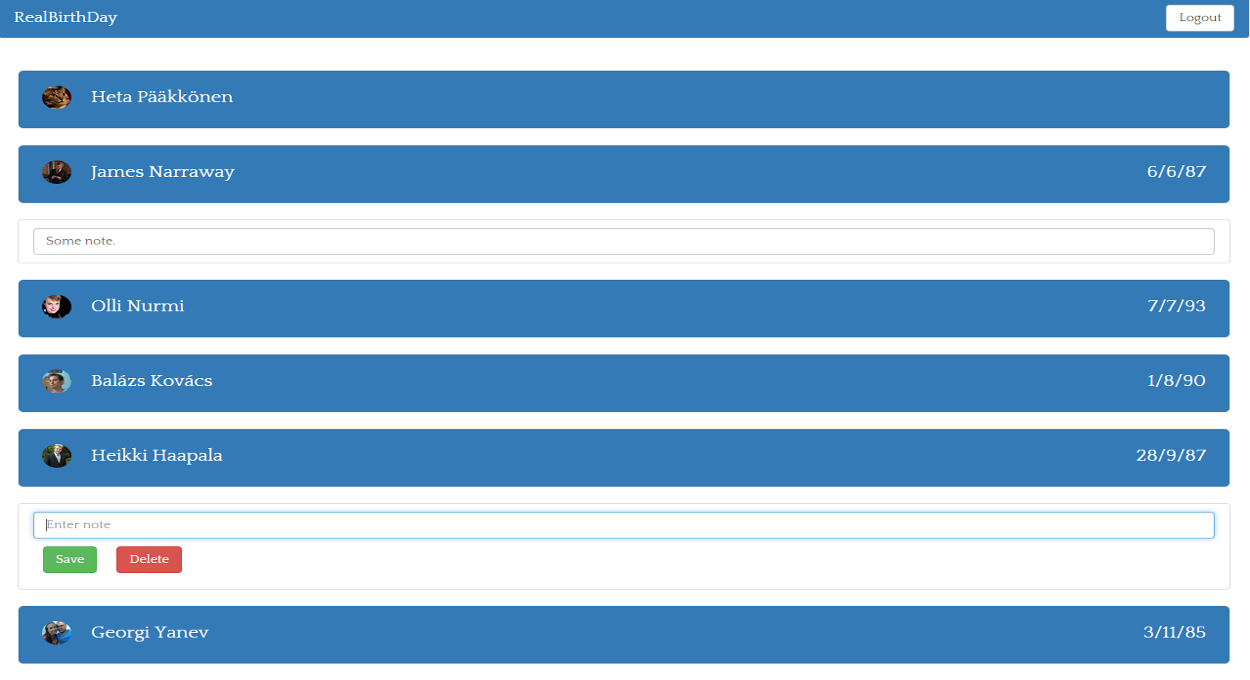 RealBirthDay Logout
Heta Pääkkönen
James Narraway 6/6/87
Some note.
Olli Nurmi 7/7/93
Balázs Kovács 1/8/90
Heikki Haapala 28/9/87
Enter note
Save Delete
Georgi Yanev 3/11/85